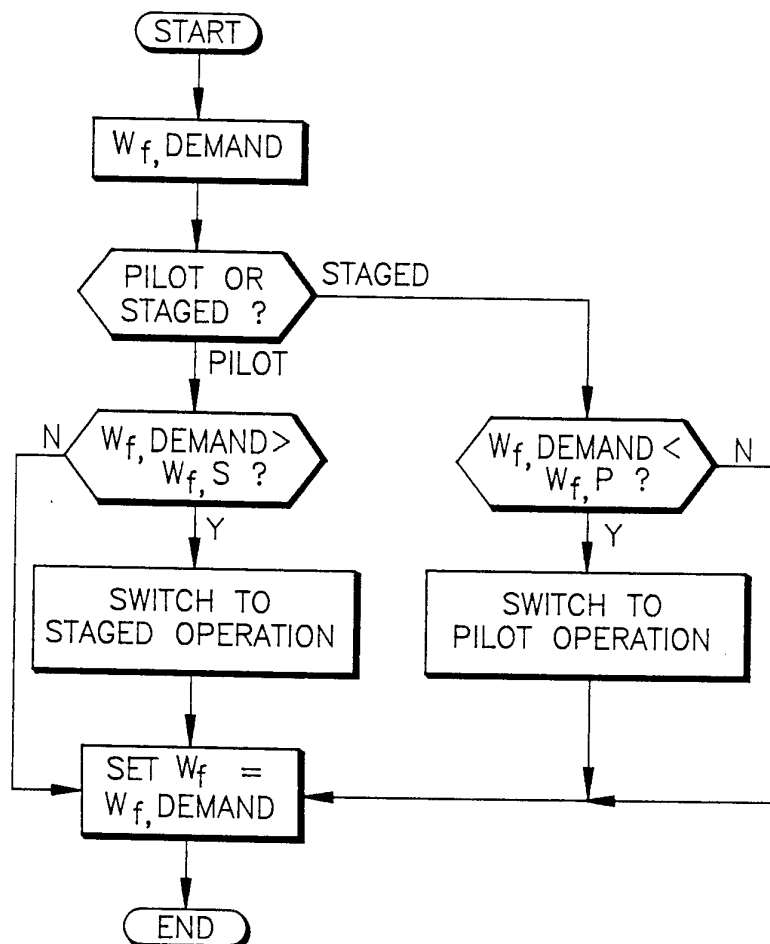 START
Wf, DEMAND
PILOT OR
STAGED ?
STAGED
PILOT
N
Wf, DEMAND >
Wf, S ?
Y
Wf, DEMAND <
Wf, P ?
N
Y
SWITCH TO
STAGED OPERATION
SWITCH TO
PILOT OPERATION
SET Wf =
Wf, DEMAND
END